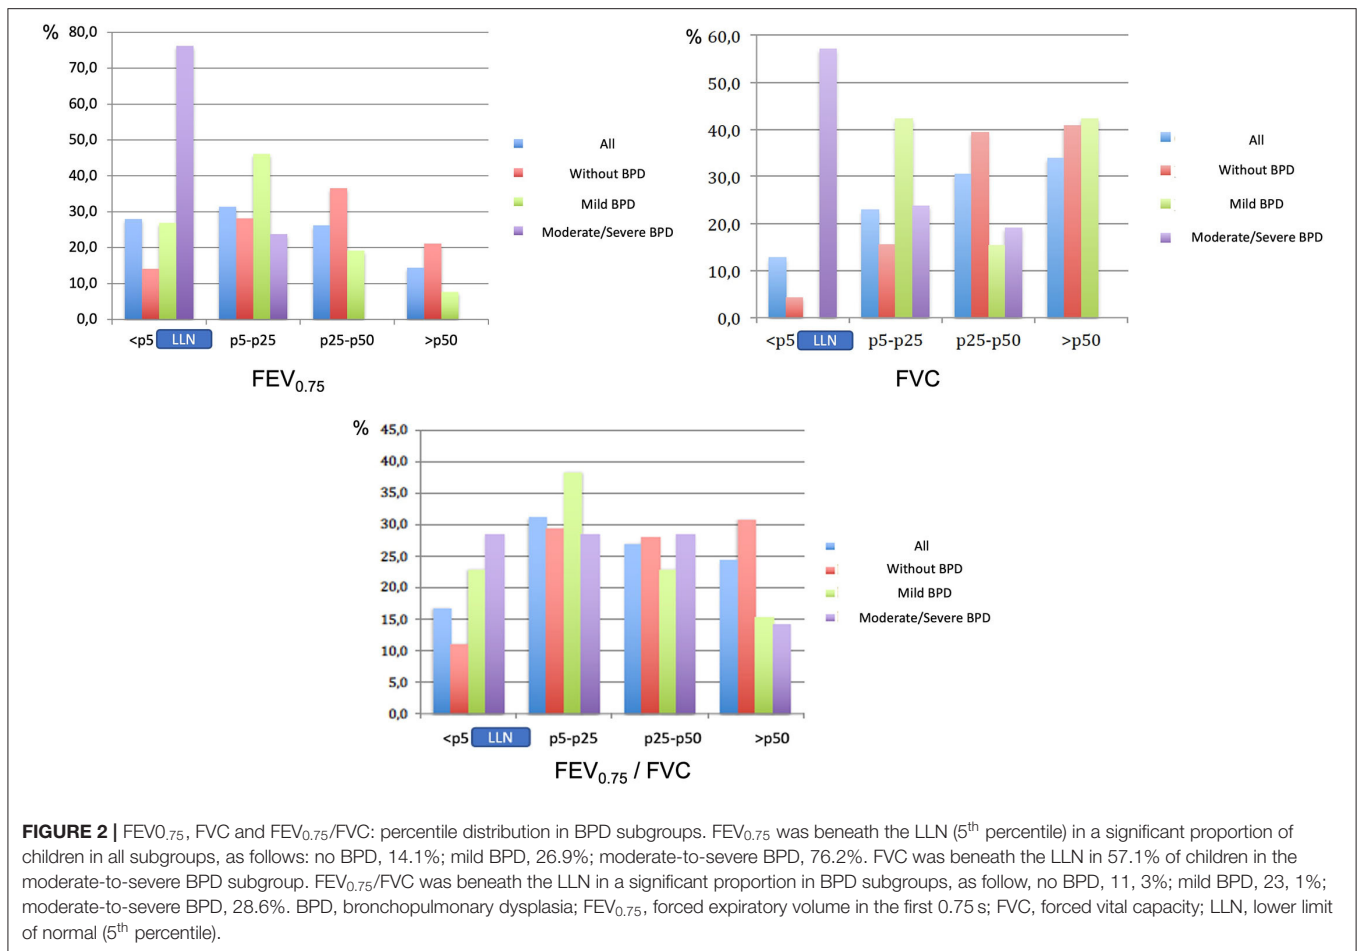 %
80,0
70,0
60,0
50,0
40,0
30,0
20,0
10,0
0,0
<p5 LLN p5-p25 p25-p50 >p50
FEV0.75
All
Without BPD
Mild BPD
Moderate/Severe BPD
%
60,0
50,0
40,0
30,0
20,0
10,0
0,0
<p5 LLN p5-p25 p25-p50 >p50
FVC
All
Without BPD
Mild BPD
Moderate/Severe BPD
%
45,0
40,0
35,0
30,0
25,0
20,0
15,0
10,0
5,0
0,0
<p5 LLN p5-p25 p25-p50 >p50
FEV0.75 / FVC
All
Without BPD
Mild BPD
Moderate/Severe BPD
FIGURE 2 | FEV0.75, FVC and FEV0.75/FVC: percentile distribution in BPD subgroups. FEV0.75 was beneath the LLN (5th percentile) in a significant proportion of
children in all subgroups, as follows: no BPD, 14.1%; mild BPD, 26.9%; moderate-to-severe BPD, 76.2%. FVC was beneath the LLN in 57.1% of children in the
moderate-to-severe BPD subgroup. FEV0.75/FVC was beneath the LLN in a significant proportion in BPD subgroups, as follow, no BPD, 11, 3%; mild BPD, 23, 1%;
moderate-to-severe BPD, 28.6%. BPD, bronchopulmonary dysplasia; FEV0.75, forced expiratory volume in the first 0.75 s; FVC, forced vital capacity; LLN, lower limit
of normal (5th percentile).